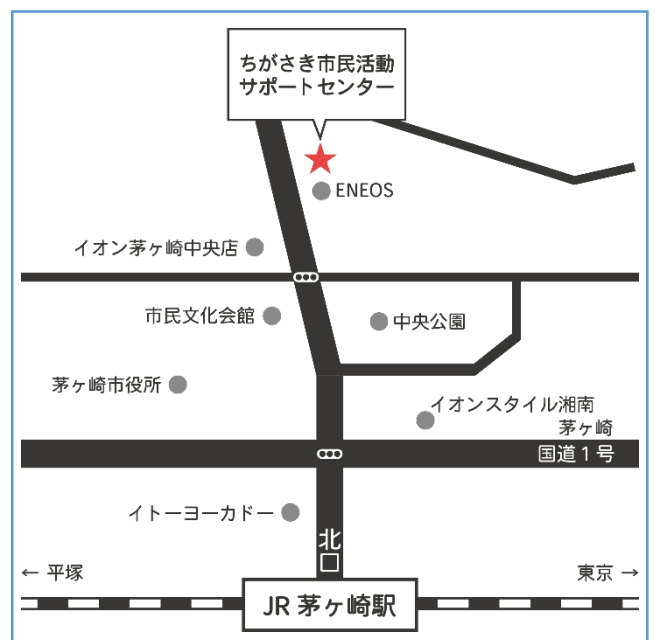 ちがさき市民活動
サポートセンター
ENEOS
イオン茅ヶ崎中央店
市民文化会館
中央公園
茅ヶ崎市役所
イオンスタイル湘南
茅ヶ崎
国道1号
イトーヨーカドー
北口
← 平塚
東京 →
JR 茅ヶ崎駅